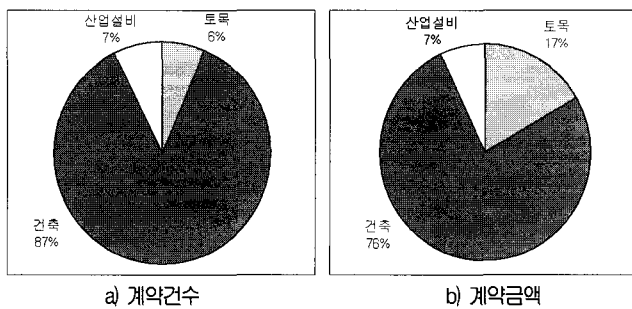 산업설비
7%
토목
6%
건축
87%
a) 계약건수
산업설비
7%
토목
17%
건축
76%
b) 계약금액